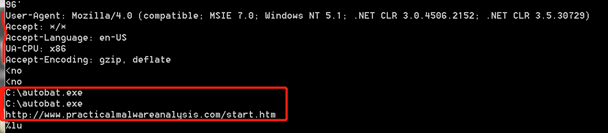 96'
User-Agent: Mozilla/4.0 (compatible; MSIE 7.0; Windows NT 5.1; .NET CLR 3.0.4506.2152; .NET CLR 3.5.30729)
Accept: */*
Accept-Language: en-US
UA-CPU: x86
Accept-Encoding: gzip, deflate
<no
<no
C:\autobat.exe
C:\autobat.exe
http://www.practicalmalwareanalysis.com/start.htm
%lu